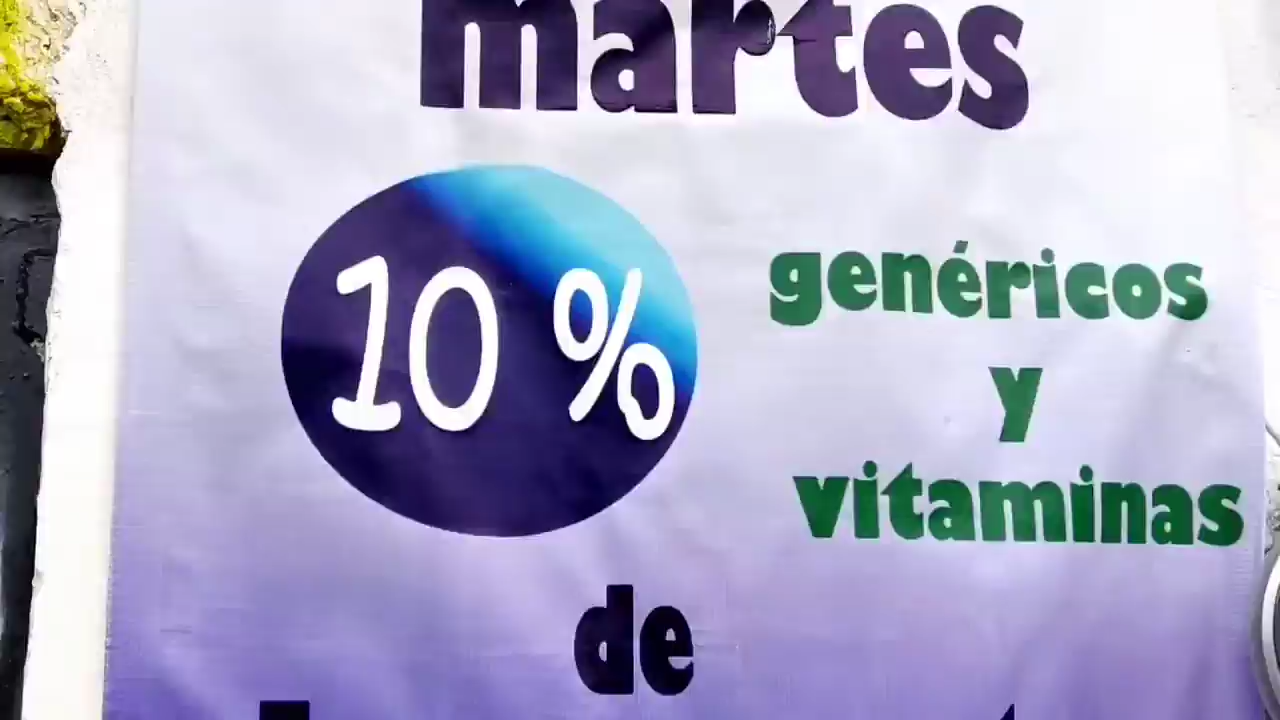 martes
10 %
genéricos
y
vitaminas
de